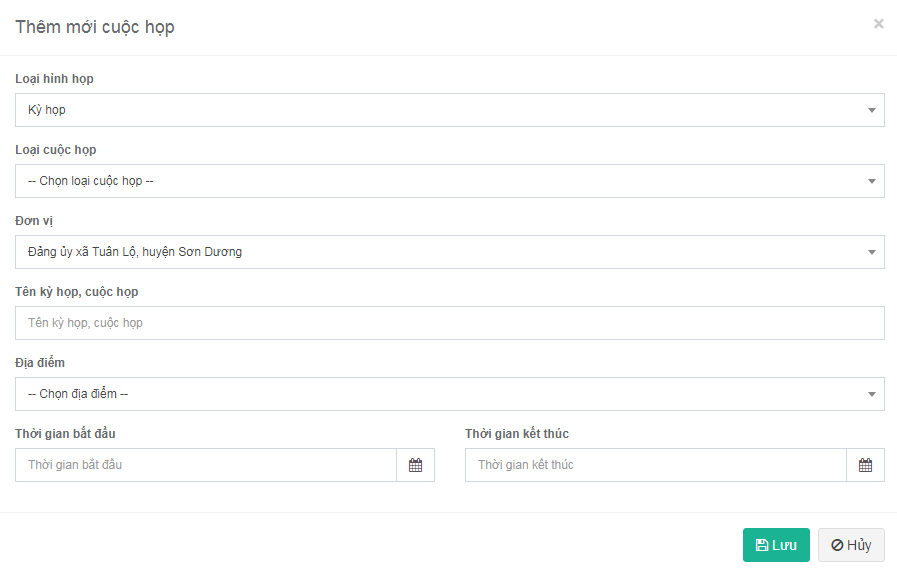 Thêm mới cuộc họp
×
Loại hình họp
Kỳ họp
Loại cuộc họp
-- Chọn loại cuộc họp --
Đơn vị
Đảng ủy xã Tuân Lộ, huyện Sơn Dương
Tên kỳ họp, cuộc họp
Tên kỳ họp, cuộc họp
Địa điểm
-- Chọn địa điểm --
Thời gian bắt đầu
Thời gian kết thúc
Thời gian bắt đầu
Thời gian kết thúc
Lưu
Hủy